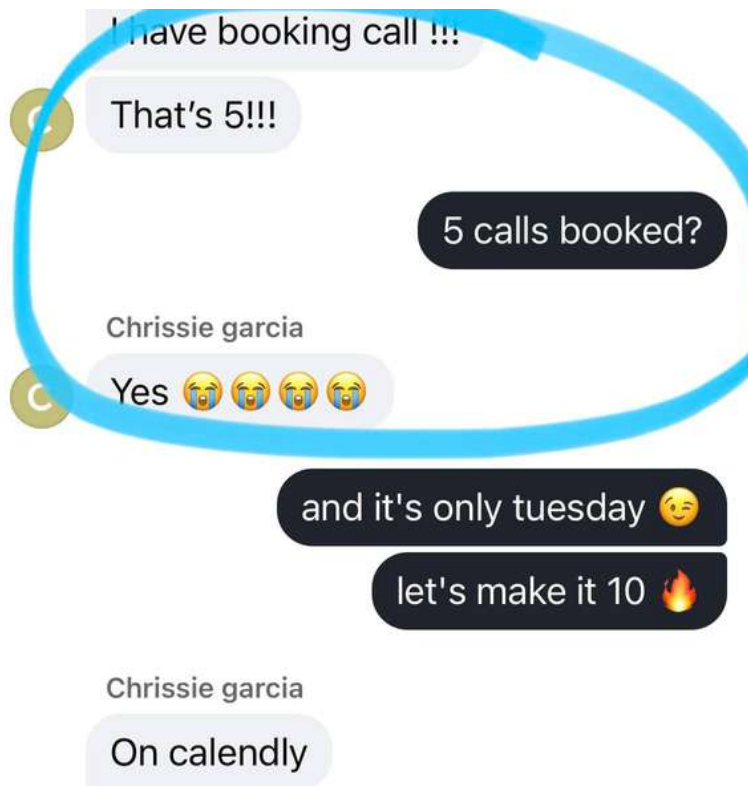 I have booking call !!!
That's 5!!!
C
5 calls booked?
Chrissie garcia
Yes 😭😭😭😭
C
and it's only tuesday 😉
let's make it 10 🔥
Chrissie garcia
On calendly